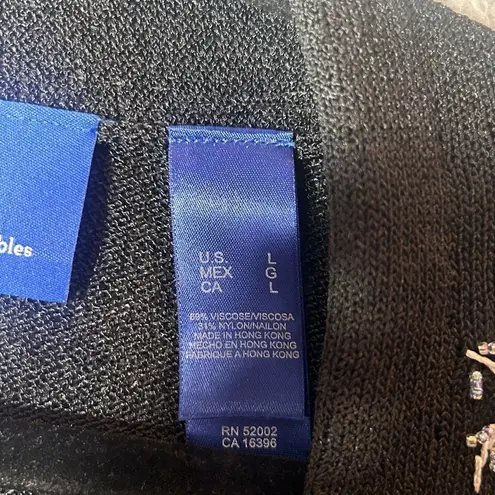 bles
U.S. L
MEX G
CA L
69% VISCOSE/VISCOSA
31% NYLON/NAILON
MADE IN HONG KONG
HECHO EN HONG KONG
FABRIQUE A HONG KONG
RN 52002
CA 16396